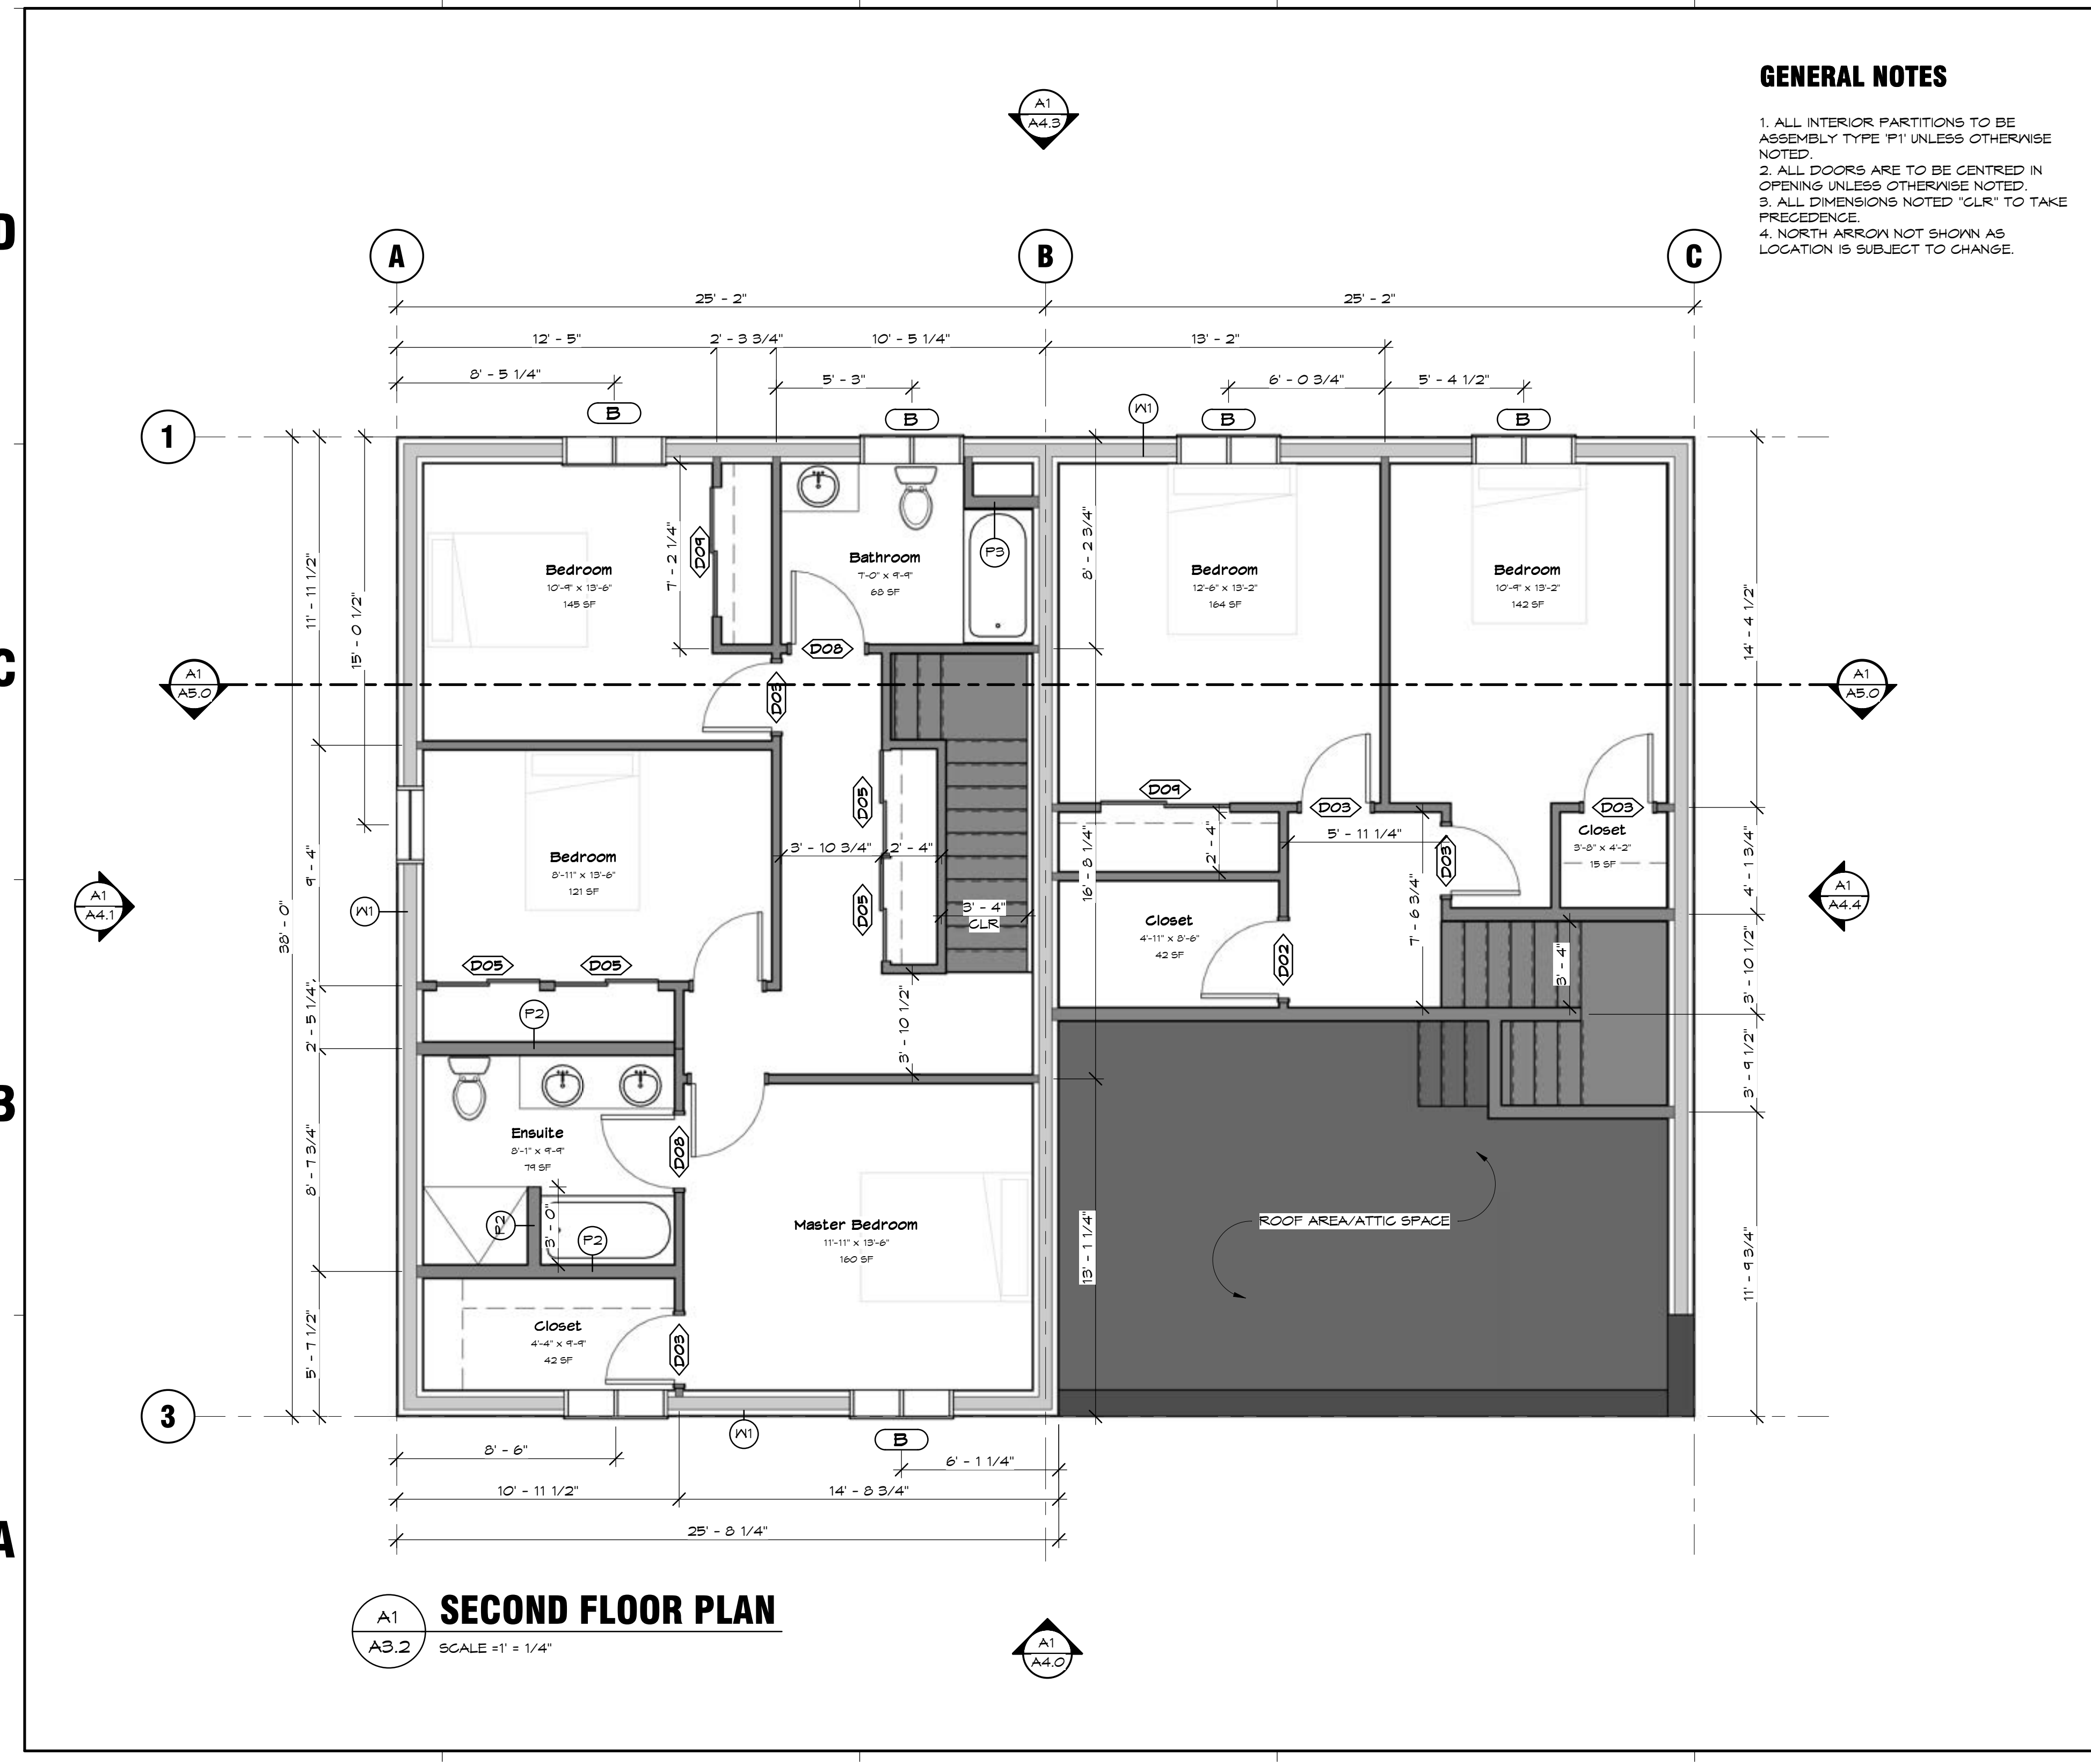 GENERAL NOTES
1. ALL INTERIOR PARTITIONS TO BE
ASSEMBLY TYPE 'P1' UNLESS OTHERWISE
NOTED.
2. ALL DOORS ARE TO BE CENTRED IN
OPENING UNLESS OTHERWISE NOTED.
3. ALL DIMENSIONS NOTED "CLR" TO TAKE
PRECEDENCE.
4. NORTH ARROW NOT SHOWN AS
LOCATION IS SUBJECT TO CHANGE.
A1
A4.3
D
A
B
C
25' - 2"
25' - 2"
12' - 5"
2' - 3 3/4"
10' - 5 1/4"
13' - 2"
8' - 5 1/4"
5' - 3"
6' - 0 3/4"
5' - 4 1/2"
B
B
W1
B
B
1
11' - 11 1/2"
15' - 0 1/2"
7' - 2 1/4"
D09
Bedroom
10'-9" x 13'-6"
145 SF
Bathroom
7'-0" x 9'-9"
68 SF
P3
8' - 2 3/4"
Bedroom
12'-6" x 13'-2"
164 SF
Bedroom
10'-9" x 13'-2"
142 SF
14' - 4 1/2"
D08
D03
C
A1
A5.0
A1
A5.0
D05
D09
D03
D03
Closet
3'-8" x 4'-2"
15 SF
Bedroom
8'-11" x 13'-6"
121 SF
3' - 10 3/4"
2' - 4"
16' - 8 1/4"
2' - 4"
5' - 11 1/4"
D03
4' - 1 3/4"
9' - 4"
38' - 0"
A1
A4.1
W1
D05
3' - 4"
CLR
Closet
4'-11" x 8'-6"
42 SF
D02
7' - 6 3/4"
3' - 4"
3' - 10 1/2"
A1
A4.4
D05
D05
2' - 5 1/4"
P2
3' - 10 1/2"
3' - 9 1/2"
B
Ensuite
8'-1" x 9'-9"
79 SF
D08
8' - 7 3/4"
P2
3' - 0"
P2
Master Bedroom
11'-11" x 13'-6"
160 SF
13' - 1 1/4"
ROOF AREA/ATTIC SPACE
11' - 9 3/4"
5' - 7 1/2"
Closet
4'-4" x 9'-9"
42 SF
D03
3
W1
B
8' - 6"
6' - 1 1/4"
10' - 11 1/2"
14' - 8 3/4"
25' - 8 1/4"
A
A1
A3.2
SECOND FLOOR PLAN
SCALE =1' = 1/4"
A1
A4.0